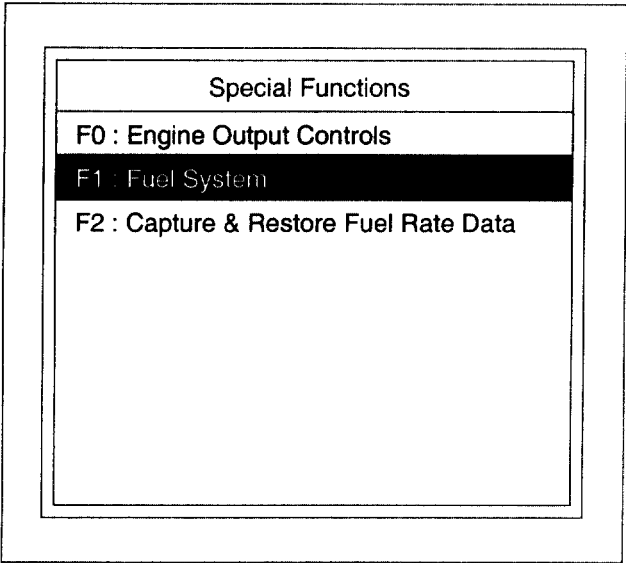 Special Functions
F0 : Engine Output Controls
F1 : Fuel System
F2 : Capture & Restore Fuel Rate Data